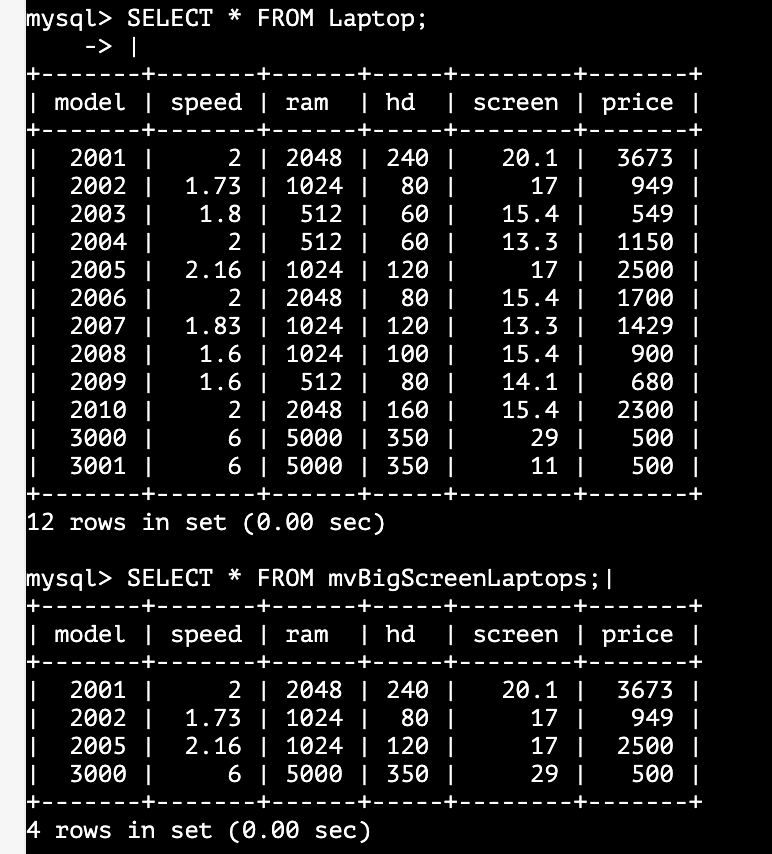 mysql> SELECT * FROM Laptop;
    -> |
+-------+-------+------+-----+--------+-------+
| model | speed | ram  | hd  | screen | price |
+-------+-------+------+-----+--------+-------+
|  2001 |     2 | 2048 | 240 |   20.1 |  3673 |
|  2002 |  1.73 | 1024 |  80 |     17 |   949 |
|  2003 |   1.8 |  512 |  60 |   15.4 |   549 |
|  2004 |     2 |  512 |  60 |   13.3 |  1150 |
|  2005 |  2.16 | 1024 | 120 |     17 |  2500 |
|  2006 |     2 | 2048 |  80 |   15.4 |  1700 |
|  2007 |  1.83 | 1024 | 120 |   13.3 |  1429 |
|  2008 |   1.6 | 1024 | 100 |   15.4 |   900 |
|  2009 |   1.6 |  512 |  80 |   14.1 |   680 |
|  2010 |     2 | 2048 | 160 |   15.4 |  2300 |
|  3000 |     6 | 5000 | 350 |     29 |   500 |
|  3001 |     6 | 5000 | 350 |     11 |   500 |
+-------+-------+------+-----+--------+-------+
12 rows in set (0.00 sec)

mysql> SELECT * FROM mvBigScreenLaptops;|
+-------+-------+------+-----+--------+-------+
| model | speed | ram  | hd  | screen | price |
+-------+-------+------+-----+--------+-------+
|  2001 |     2 | 2048 | 240 |   20.1 |  3673 |
|  2002 |  1.73 | 1024 |  80 |     17 |   949 |
|  2005 |  2.16 | 1024 | 120 |     17 |  2500 |
|  3000 |     6 | 5000 | 350 |     29 |   500 |
+-------+-------+------+-----+--------+-------+
4 rows in set (0.00 sec)